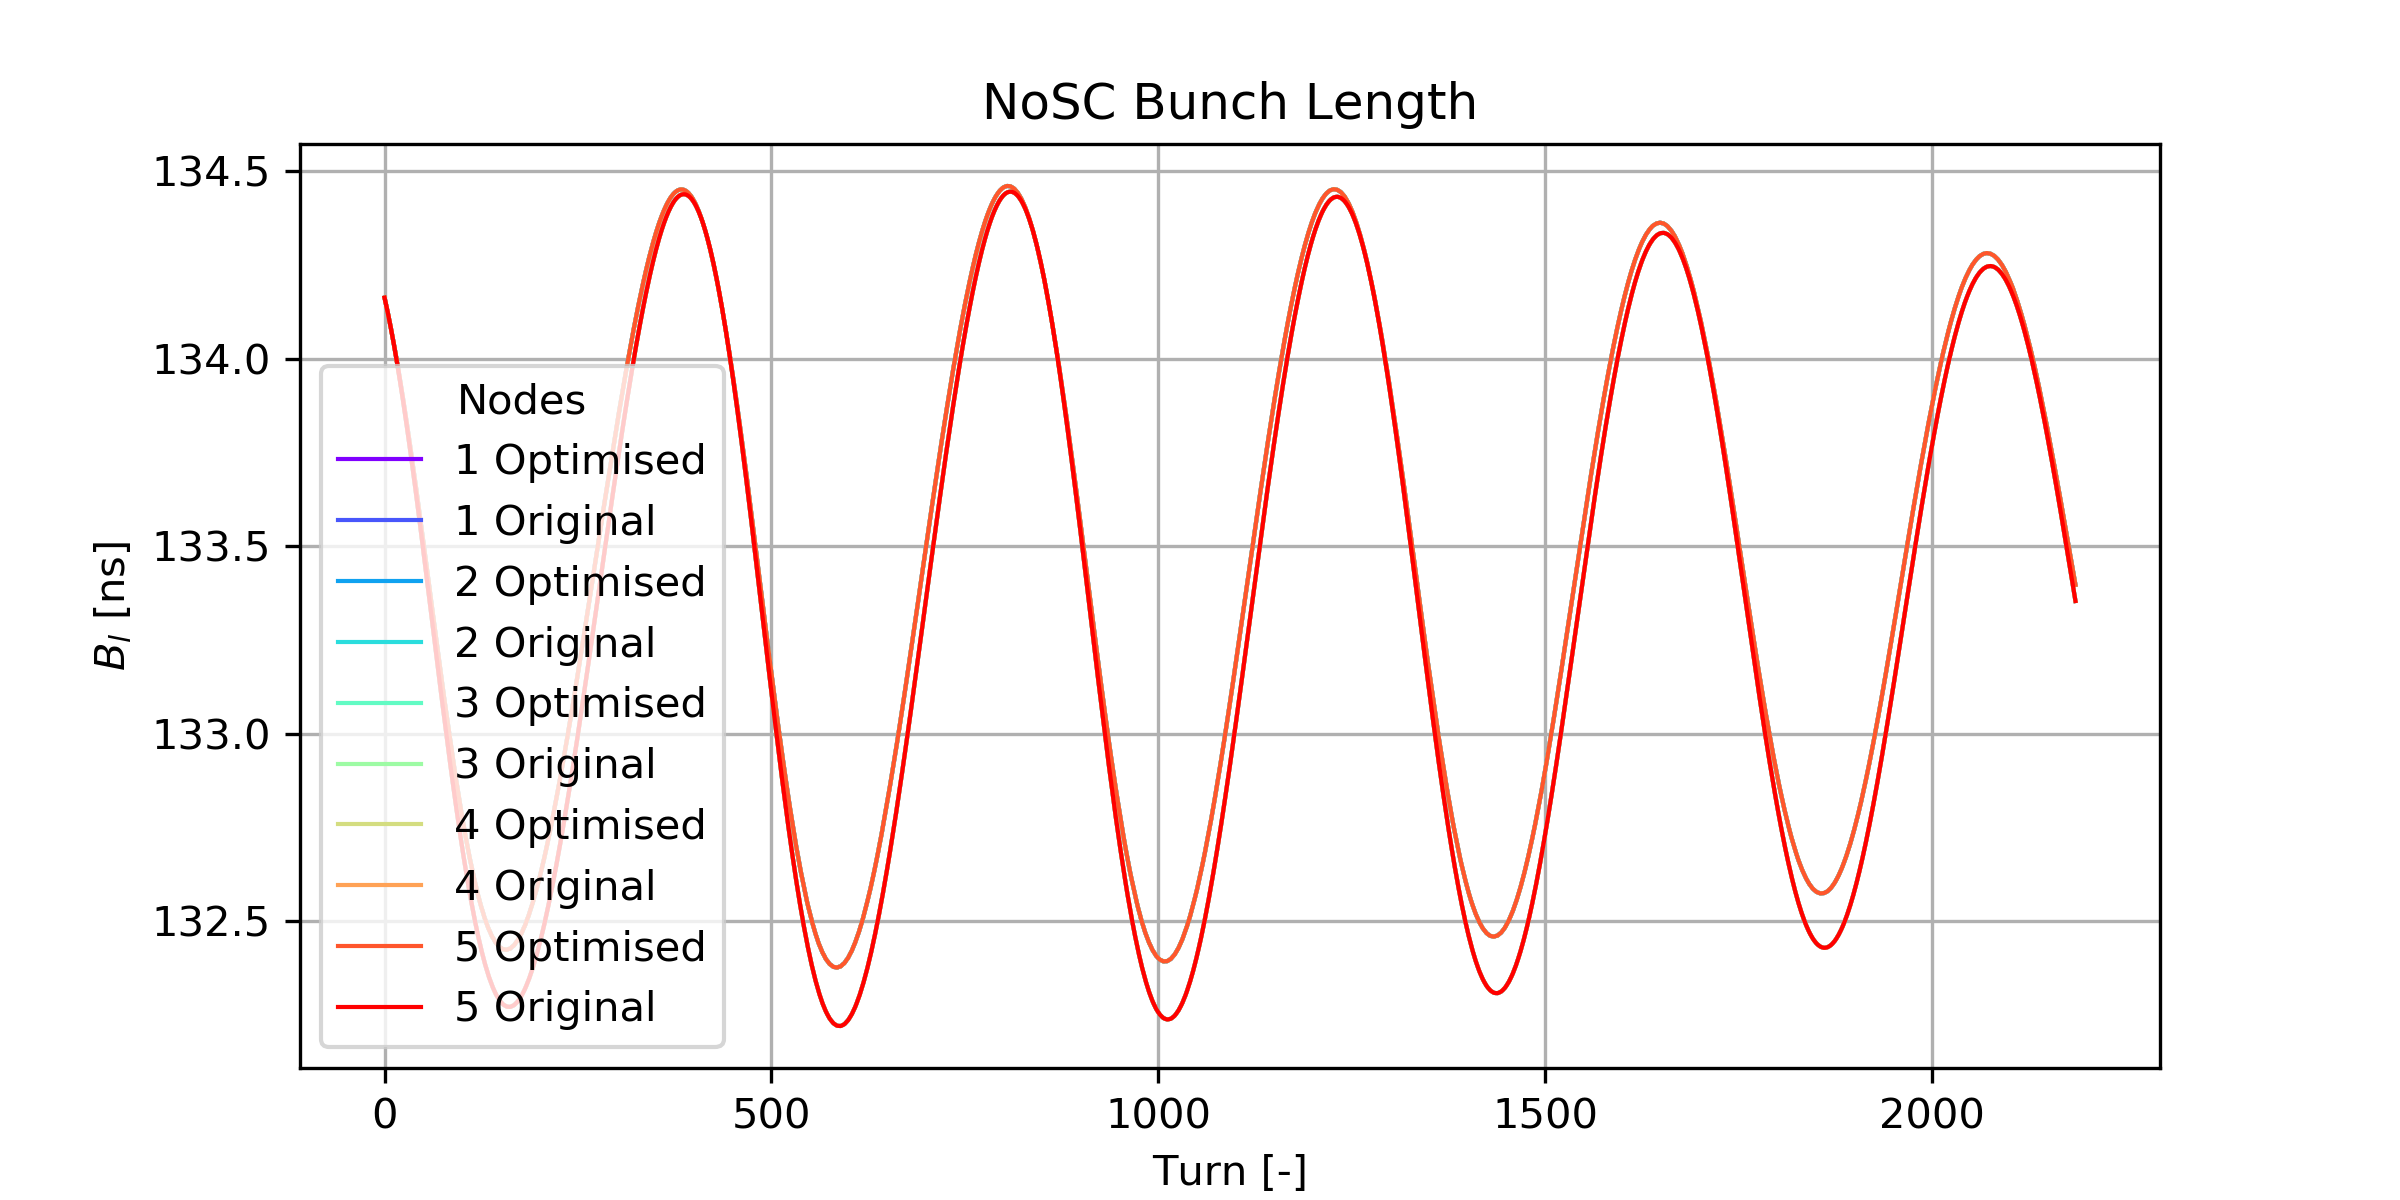 NoSC Bunch Length
134.5
134.0
133.5
133.0
132.5
B_l [ns]
Nodes
1 Optimised
1 Original
2 Optimised
2 Original
3 Optimised
3 Original
4 Optimised
4 Original
5 Optimised
5 Original
0 500 1000 1500 2000
Turn [-]